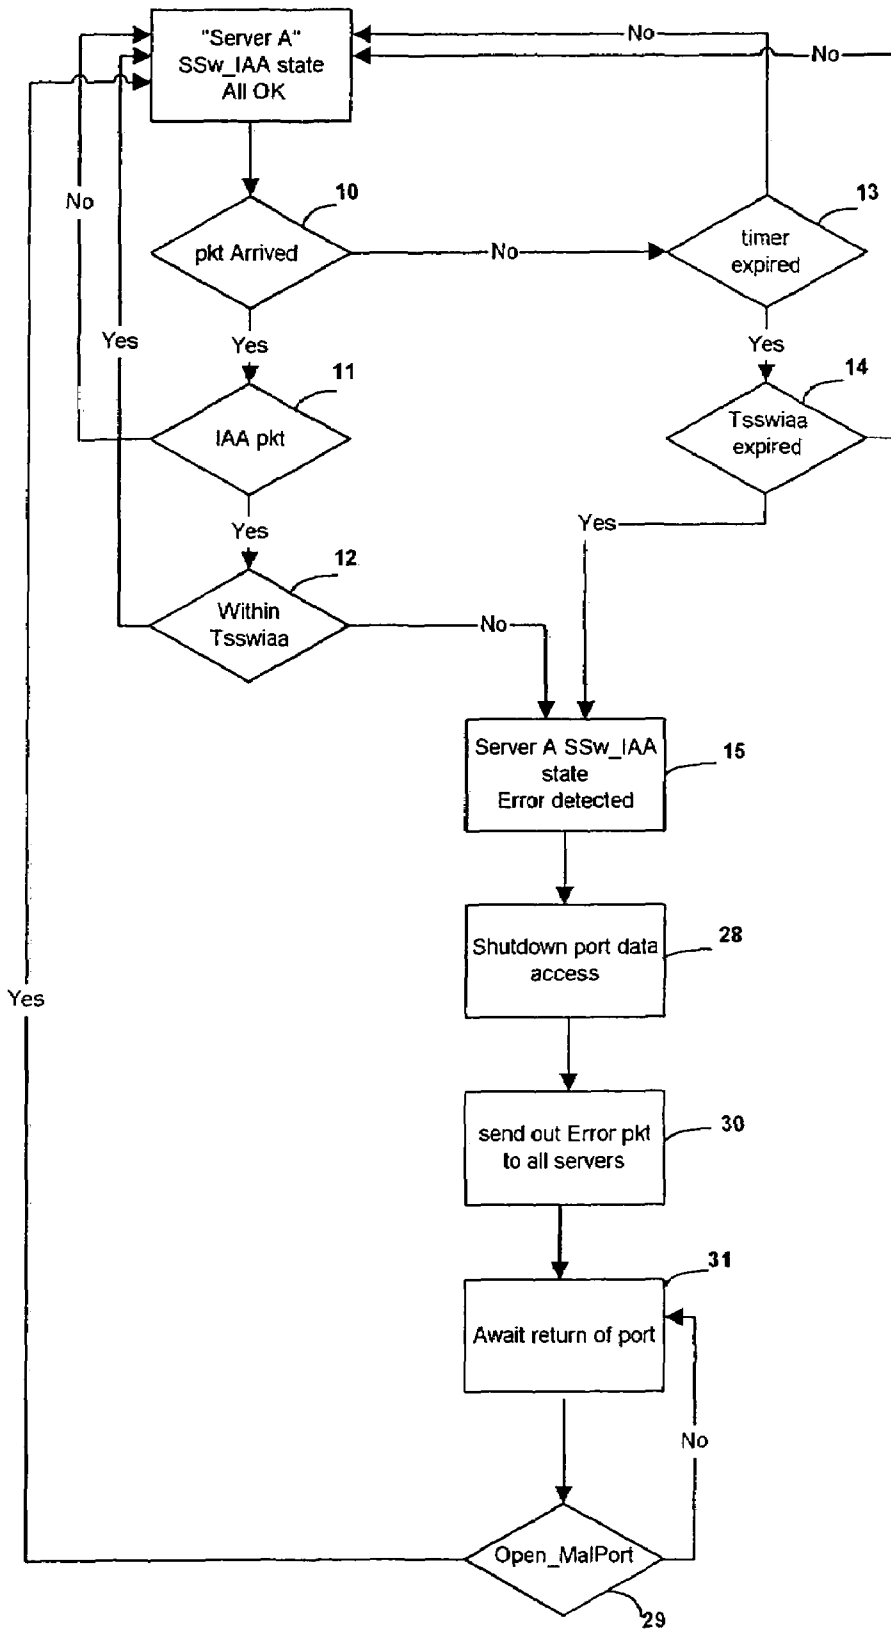 "Server A"
SSw_IAA state
All OK
No
No
No
10
13
pkt Arrived
No
timer
expired
Yes
Yes
Yes
11
14
IAA pkt
Tsswiaa
expired
Yes
Yes
12
Within
Tsswiaa
No
Server A SSw_IAA
state
Error detected
15
Shutdown port data
access
28
Yes
send out Error pkt
to all servers
30
31
Await return of port
No
Open_MalPort
29